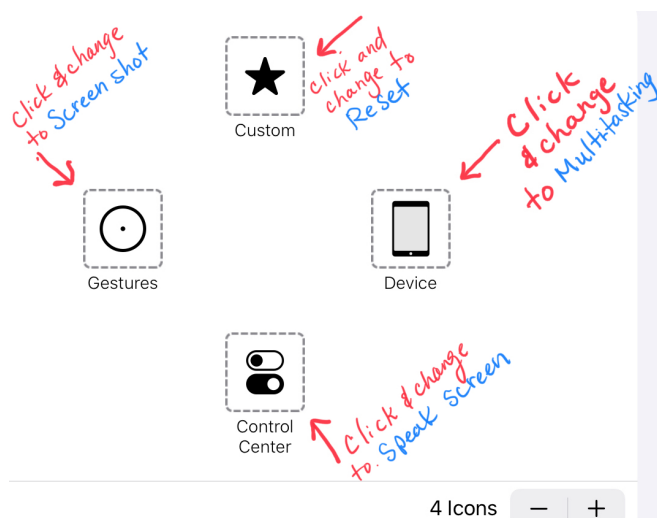 Click & change
to Screen shot
Click and
change to
Reset
Custom
Click
& change
to Multitasking
Gestures
Device
Control
Center
Click & change
to. Speak Screen
4 Icons
− +